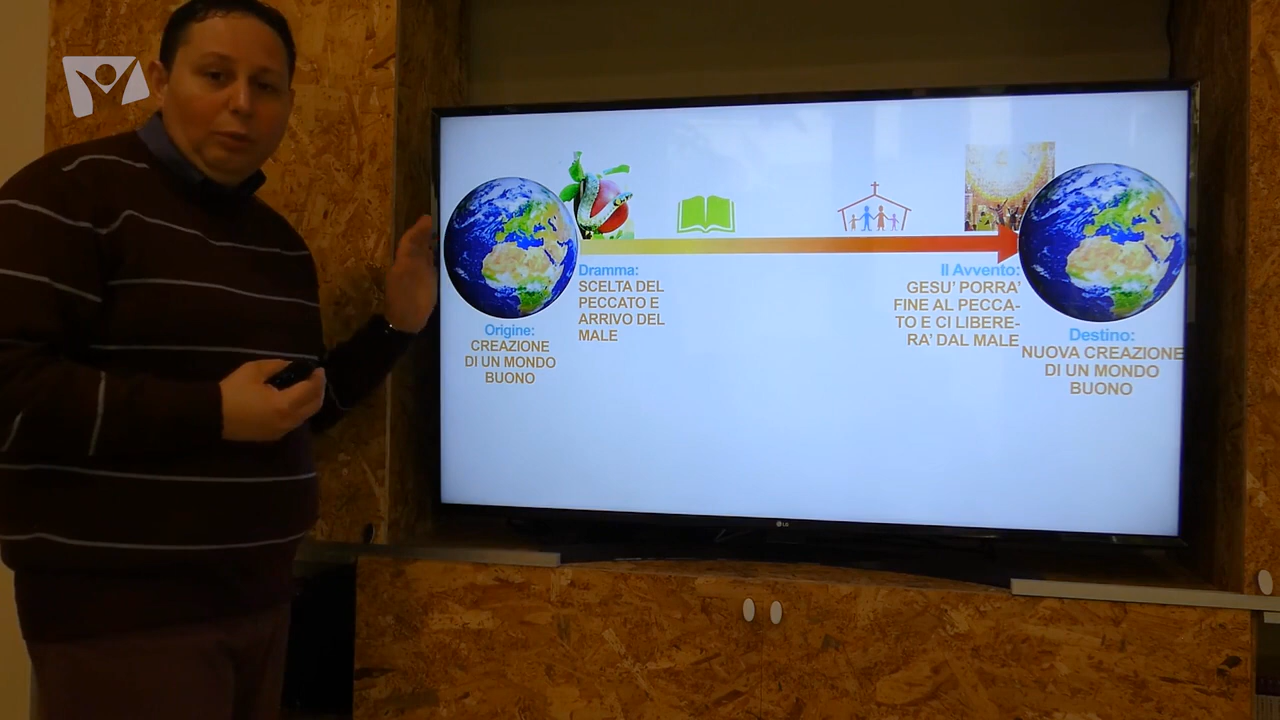 Origine:
CREAZIONE
DI UN MONDO
BUONO
Dramma:
SCELTA DEL
PECCATO E
ARRIVO DEL
MALE
II Avvento:
GESU' PORRA'
FINE AL PECCA-
TO E CI LIBERE-
RA' DAL MALE
Destino:
NUOVA CREAZIONE
DI UN MONDO
BUONO
LG